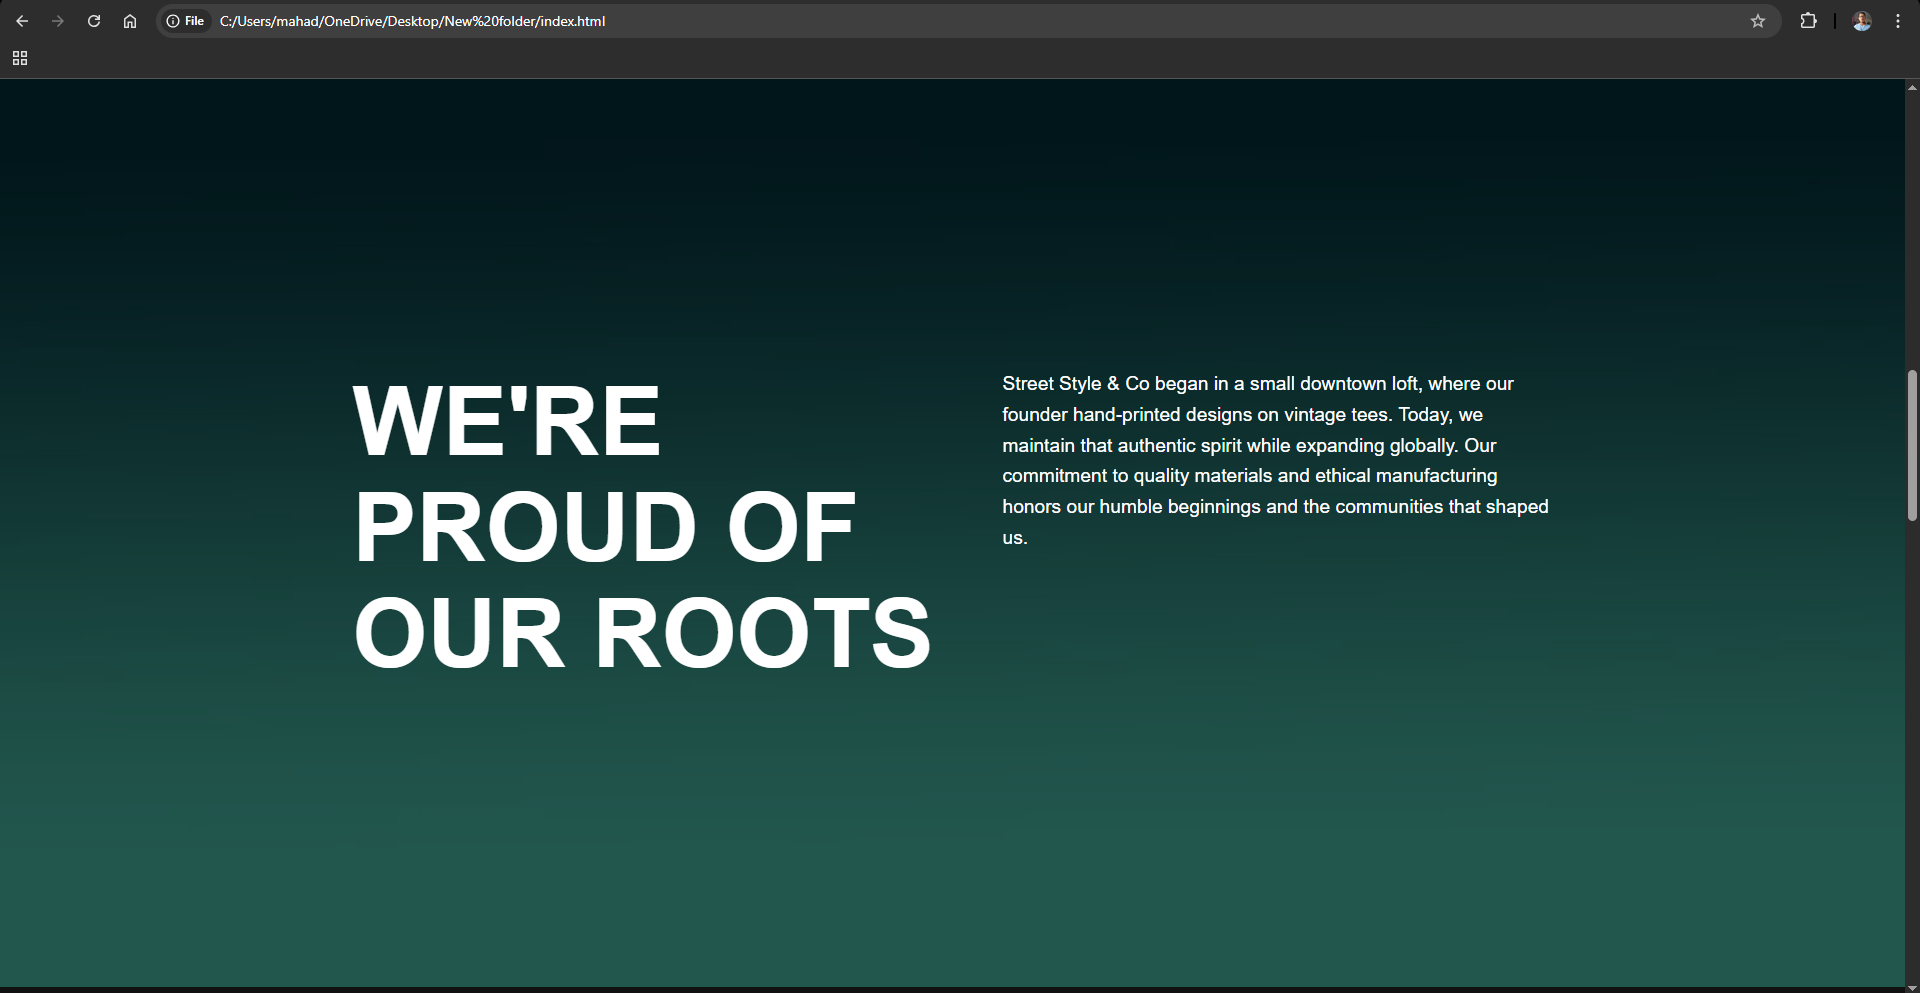 File C:/Users/mahad/OneDrive/Desktop/New%20folder/index.html
WE'RE
PROUD OF
OUR ROOTS
Street Style & Co began in a small downtown loft, where our
founder hand-printed designs on vintage tees. Today, we
maintain that authentic spirit while expanding globally. Our
commitment to quality materials and ethical manufacturing
honors our humble beginnings and the communities that shaped
us.